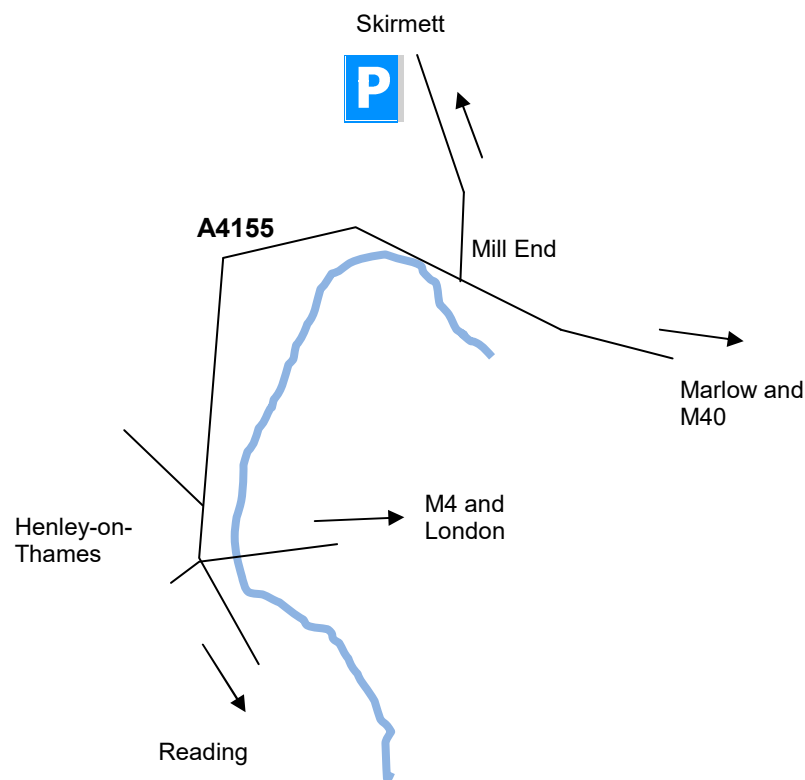 Skirmett
P
A4155
Mill End
Marlow and
M40
M4 and
London
Henley-on-
Thames
Reading